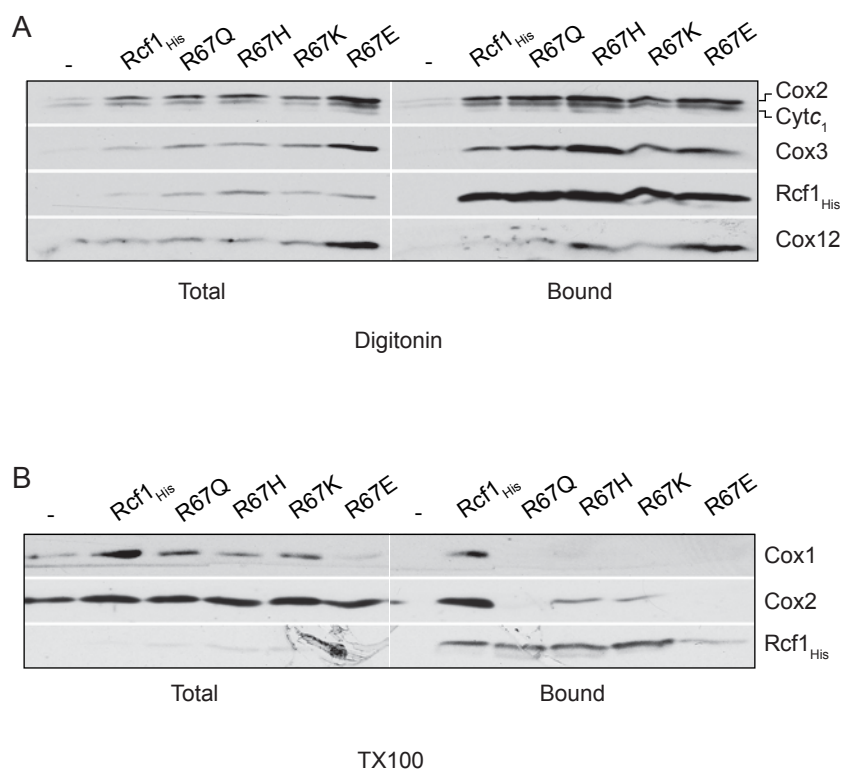 A
- Rcf1His R67Q R67H R67K R67E - Rcf1His R67Q R67H R67K R67E
Cox2
Cytc1
Cox3
Rcf1His
Cox12
Total Bound
Digitonin
B
- Rcf1His R67Q R67H R67K R67E - Rcf1His R67Q R67H R67K R67E
Cox1
Cox2
Rcf1His
Total Bound
TX100